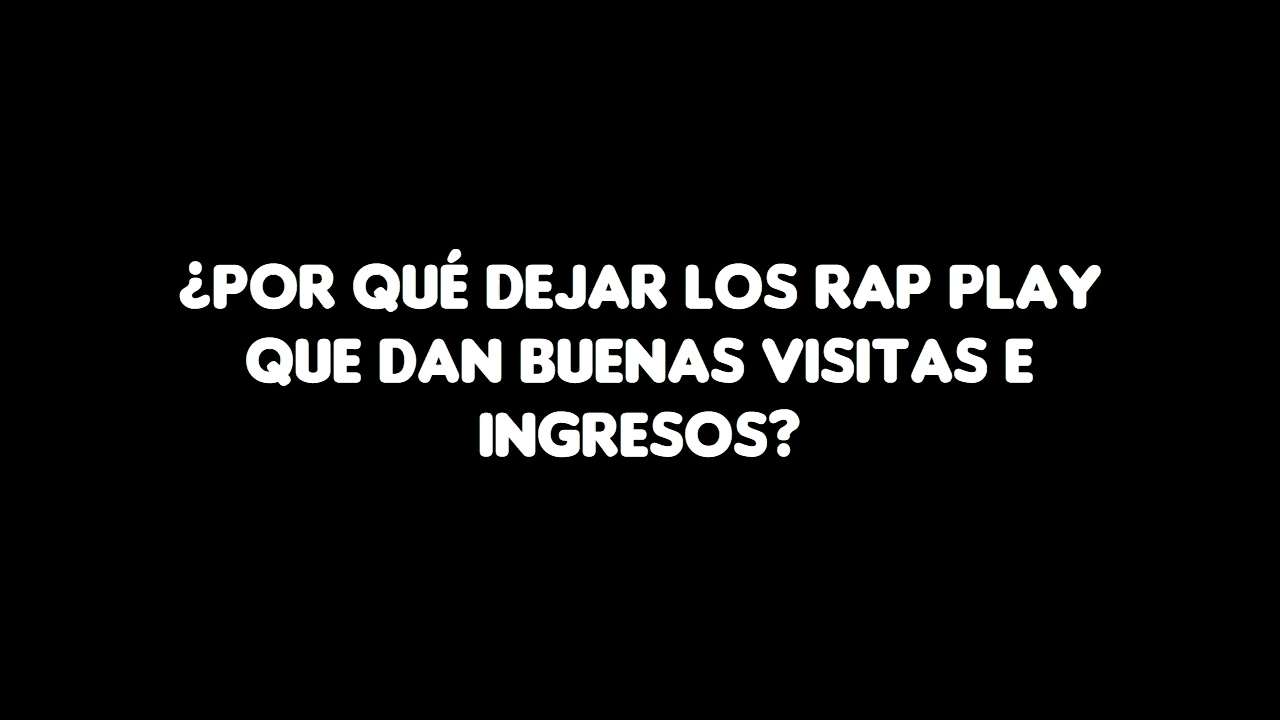 ¿POR QUÉ DEJAR LOS RAP PLAY
QUE DAN BUENAS VISITAS E
INGRESOS?